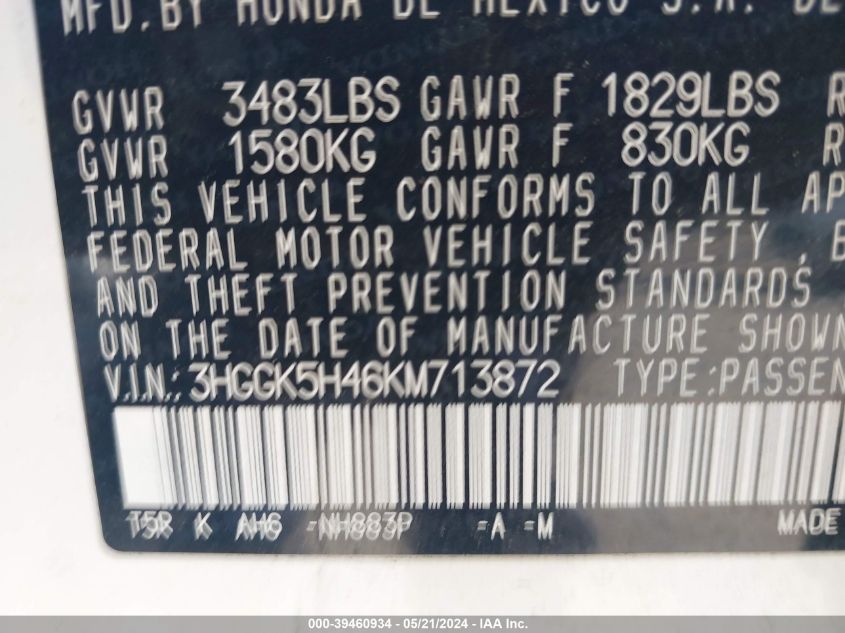 MFD.BY HONDA DE MEXICO S.A. DE
GVWR 3483LBS GAWR F 1829LBS R
GVWR 1580KG GAWR F 830KG R
THIS VEHICLE CONFORMS TO ALL AP
FEDERAL MOTOR VEHICLE SAFETY, B
AND THEFT PREVENTION STANDARDS
ON THE DATE OF MANUFACTURE SHOWN
V.I.N.:3HGGK5H46KM713872 TYPE:PASSEN
T5R K AH6 -NH883P =A =M MADE
000-39460934 - 05/21/2024 - IAA Inc.